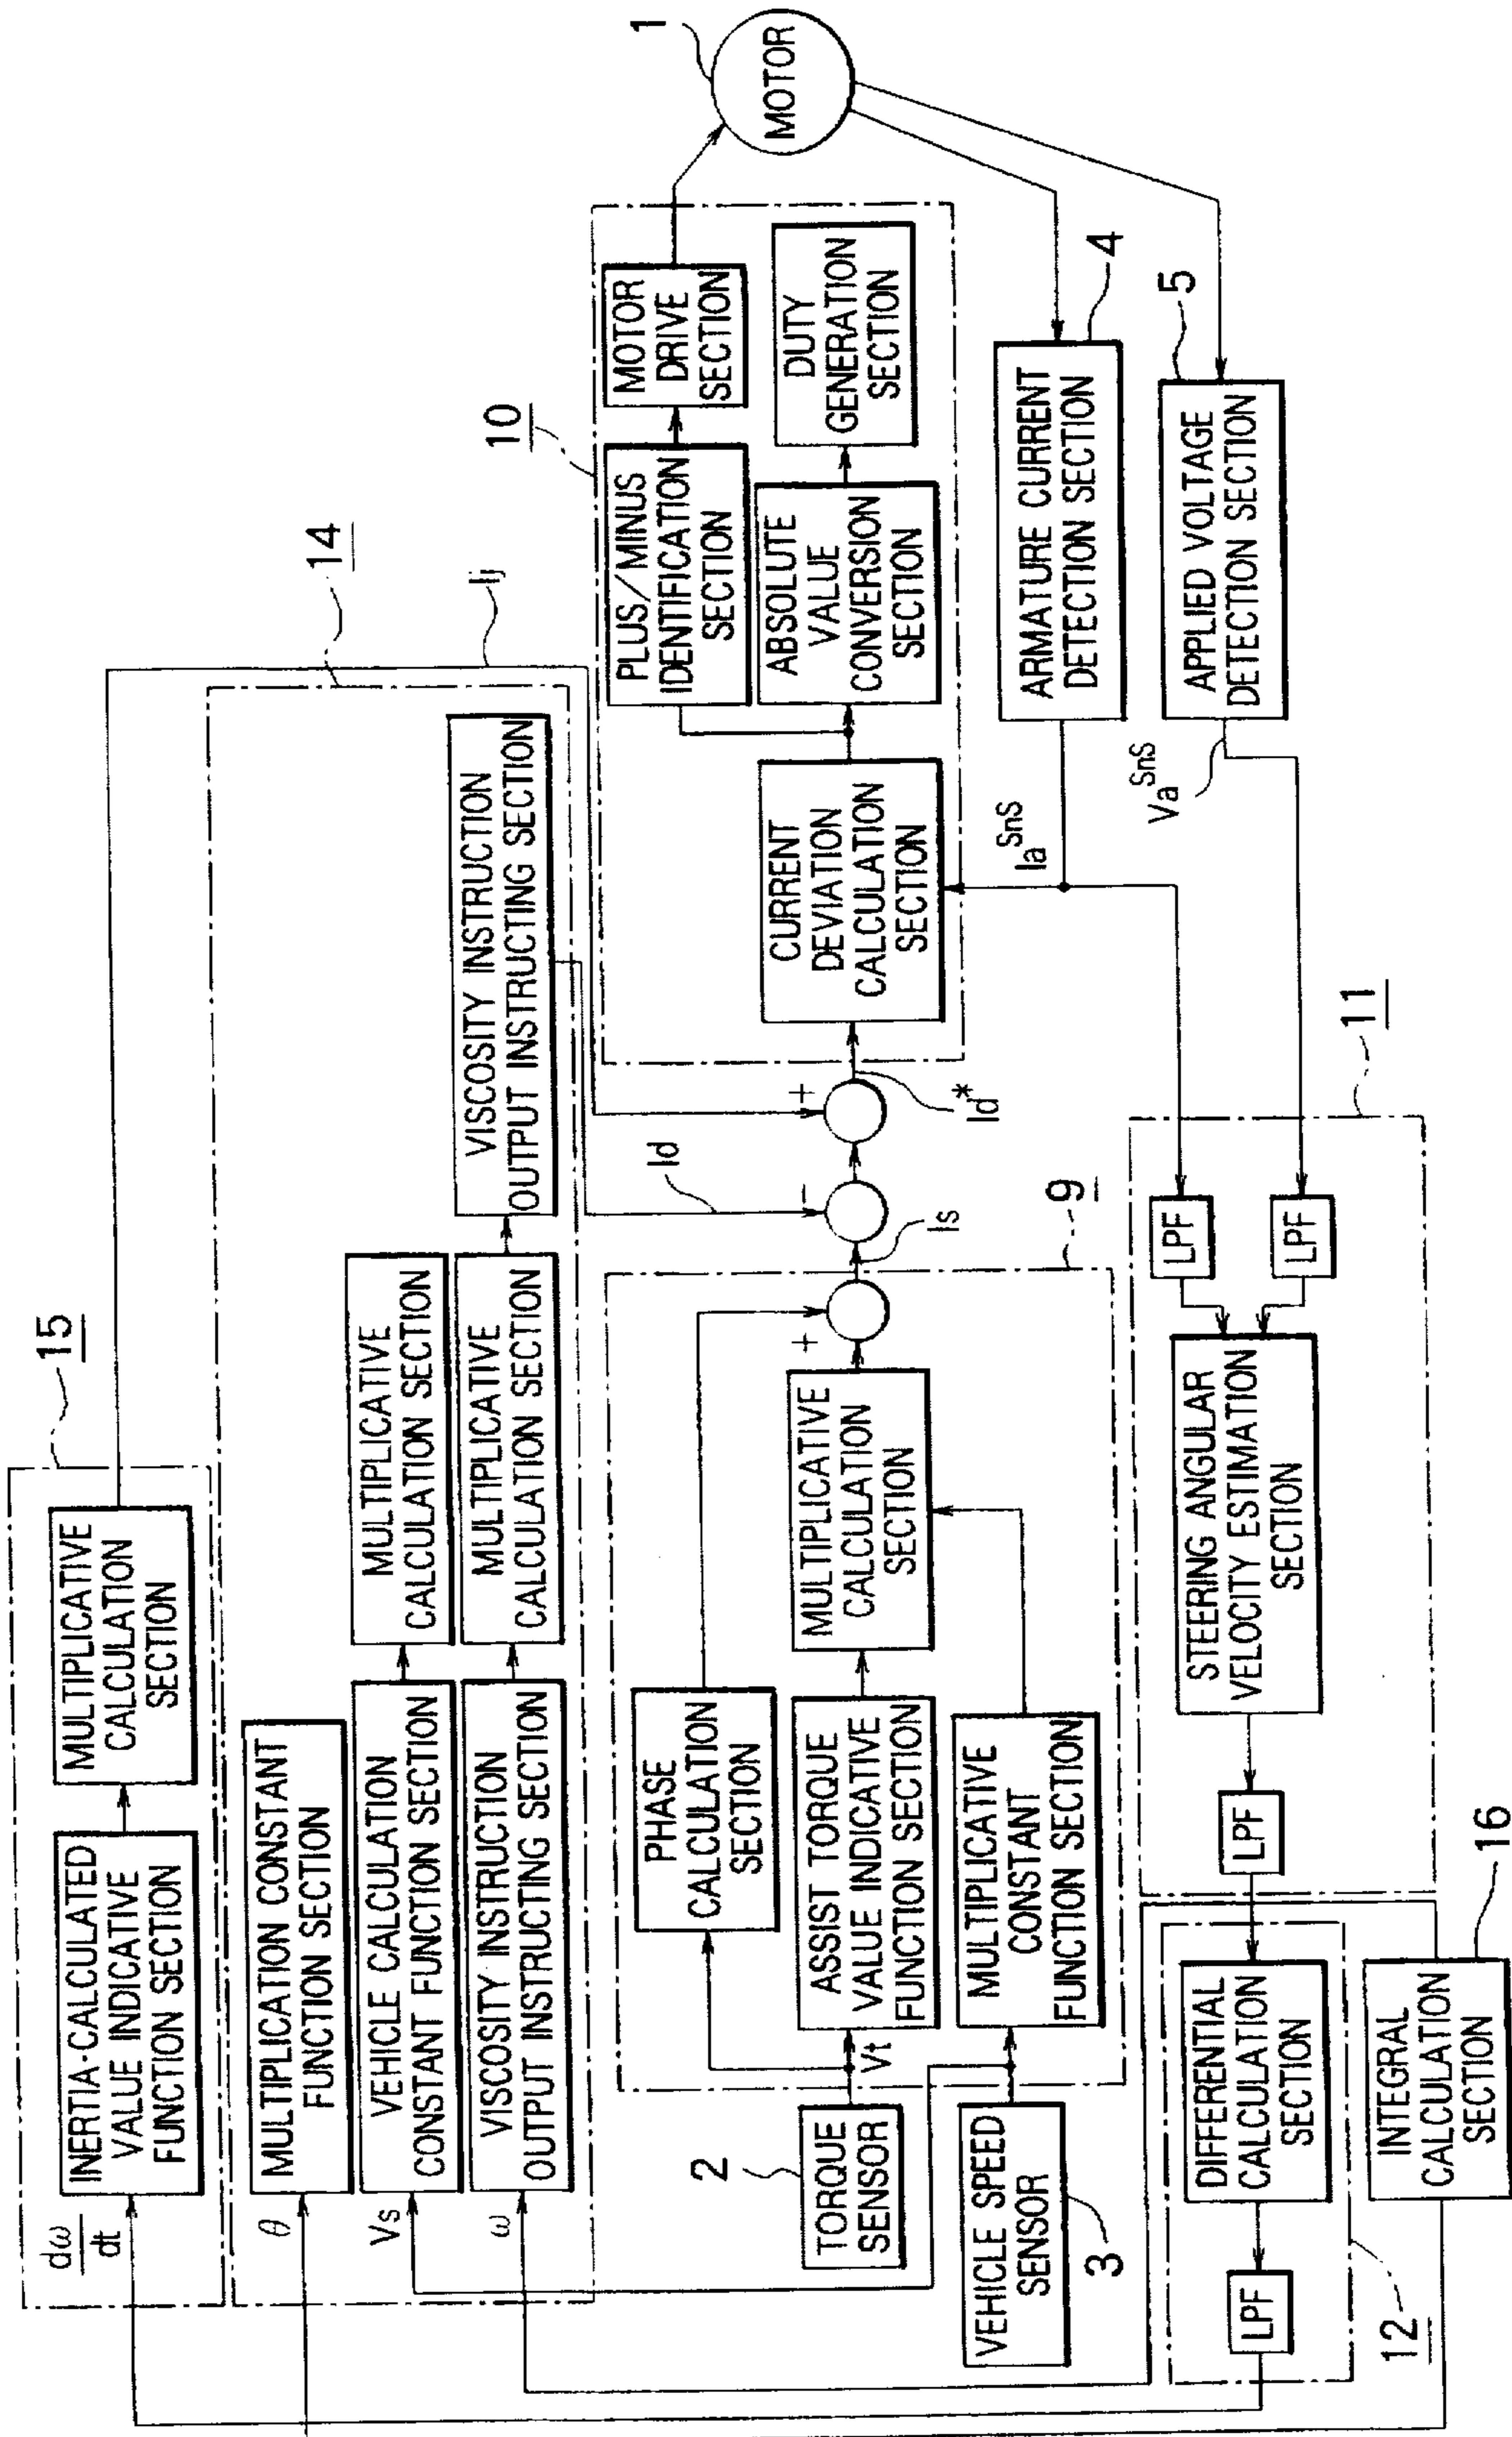 15
INERTIA-CALCULATED
VALUE INDICATIVE
FUNCTION SECTION
MULTIPLICATIVE
CALCULATION
SECTION
dω
dt
14
Ij
MULTIPLICATION CONSTANT
FUNCTION SECTION
θ
VEHICLE CALCULATION
CONSTANT FUNCTION SECTION
Vs
MULTIPLICATIVE
CALCULATION SECTION
VISCOSITY INSTRUCTION
OUTPUT INSTRUCTING SECTION
ω
MULTIPLICATIVE
CALCULATION SECTION
VISCOSITY INSTRUCTION
OUTPUT INSTRUCTING SECTION
Id
2
TORQUE
SENSOR
Vt
3
VEHICLE SPEED
SENSOR
9
PHASE
CALCULATION
SECTION
ASSIST TORQUE
VALUE INDICATIVE
FUNCTION SECTION
MULTIPLICATIVE
CONSTANT
FUNCTION SECTION
MULTIPLICATIVE
CALCULATION
SECTION
+
Is
-
+
Id*
10
CURRENT
DEVIATION
CALCULATION
SECTION
PLUS/MINUS
IDENTIFICATION
SECTION
MOTOR
DRIVE
SECTION
ABSOLUTE
VALUE
CONVERSION
SECTION
DUTY
GENERATION
SECTION
1
MOTOR
4
ARMATURE CURRENT
DETECTION SECTION
Ia SnS
5
APPLIED VOLTAGE
DETECTION SECTION
Va SnS
11
LPF
LPF
STEERING ANGULAR
VELOCITY ESTIMATION
SECTION
LPF
12
DIFFERENTIAL
CALCULATION
SECTION
LPF
16
INTEGRAL
CALCULATION
SECTION